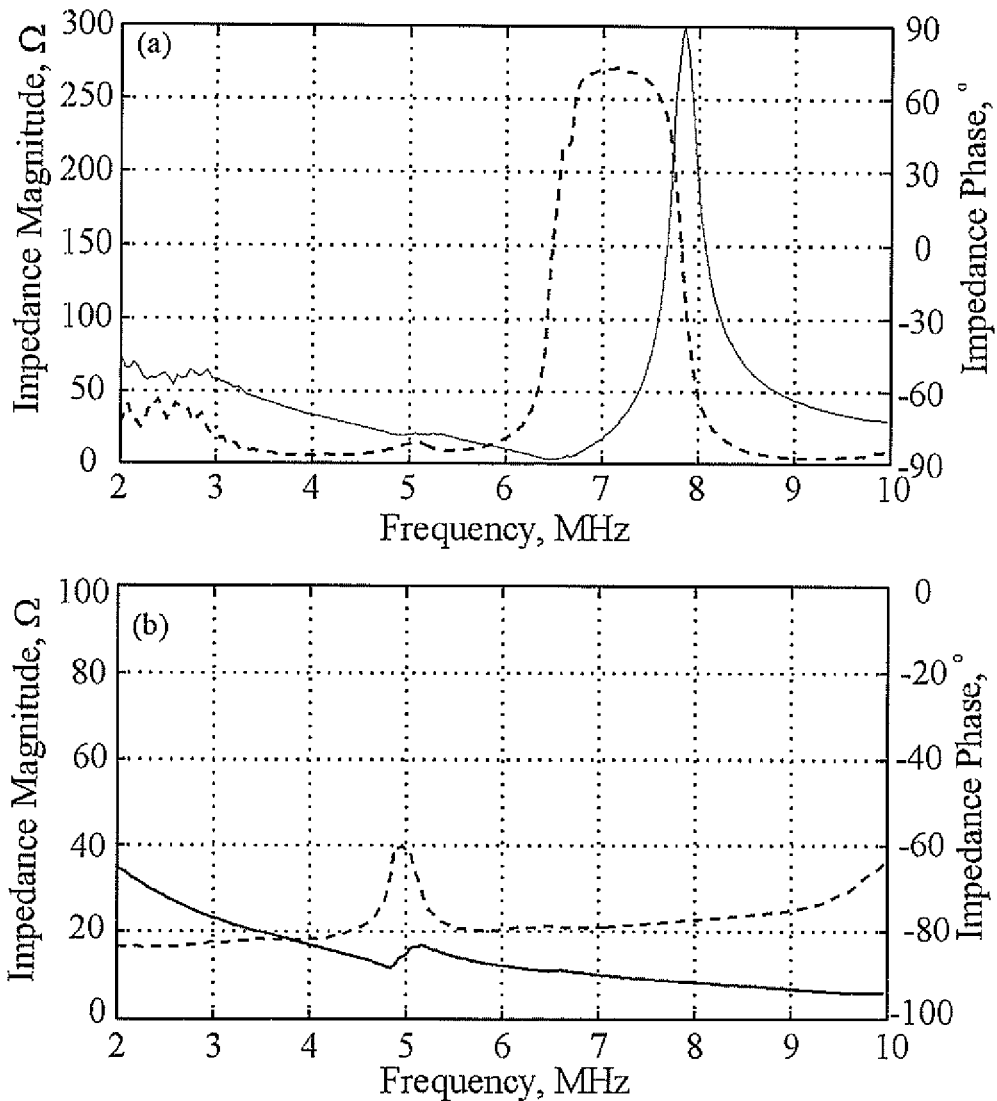 (a)
Impedance Magnitude, Ω
300
250
200
150
100
50
0
90
60
30
0
-30
-60
-90
Impedance Phase, °
2 3 4 5 6 7 8 9 10
Frequency, MHz
(b)
Impedance Magnitude, Ω
100
80
60
40
20
0
0
-20
-40
-60
-80
-100
Impedance Phase, °
2 3 4 5 6 7 8 9 10
Frequency, MHz